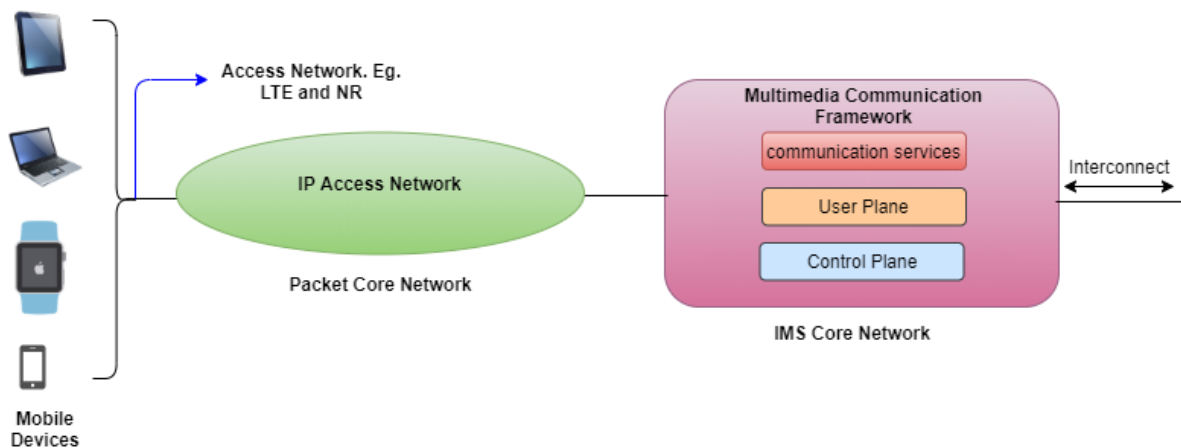 Access Network. Eg.
LTE and NR
IP Access Network
Packet Core Network
Multimedia Communication
Framework
communication services
User Plane
Control Plane
IMS Core Network
Interconnect
Mobile
Devices